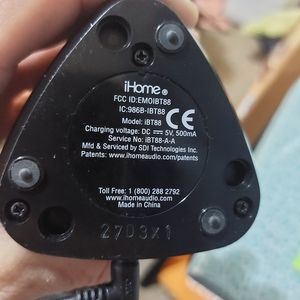 iHome®
FCC ID:EMOIBT88
IC:986B-IBT88
Model: iBT88
Charging voltage: DC ⎓ 5V, 500mA
Service No: iBT88-A-A
Mfd & Serviced by SDI Technologies Inc.
Patents: www.ihomeaudio.com/patents
CE
Toll Free: 1 (800) 288 2792
www.ihomeaudio.com
Made in China
27D3X1